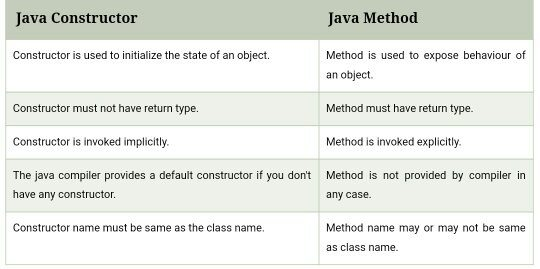 Java Constructor Java Method
Constructor is used to initialize the state of an object. Method is used to expose behaviour of
an object.
Constructor must not have return type. Method must have return type.
Constructor is invoked implicitly. Method is invoked explicitly.
The java compiler provides a default constructor if you don't
have any constructor.
Method is not provided by compiler in
any case.
Constructor name must be same as the class name. Method name may or may not be same
as class name.